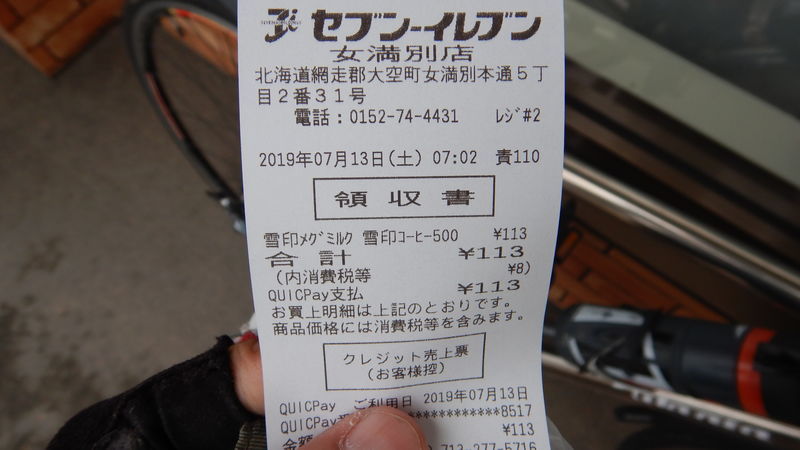 セブン-イレブン
女満別店
北海道網走郡大空町女満別本通5丁
目2番31号
電話:0152-74-4431 ﾚｼﾞ#2
2019年07月13日(土) 07:02 責110
領収書
雪印ﾒｸﾞﾐﾙｸ 雪印ｺｰﾋｰ500 ¥113
合計 ¥113
(内消費税等 ¥8)
QUICPay支払 ¥113
お買上明細は上記のとおりです。
商品価格には消費税等を含みます。
クレジット売上票
(お客様控)
QUICPay ご利用日 2019年07月13日
QUICPay ************8517
金額 ¥113
713-277-5716